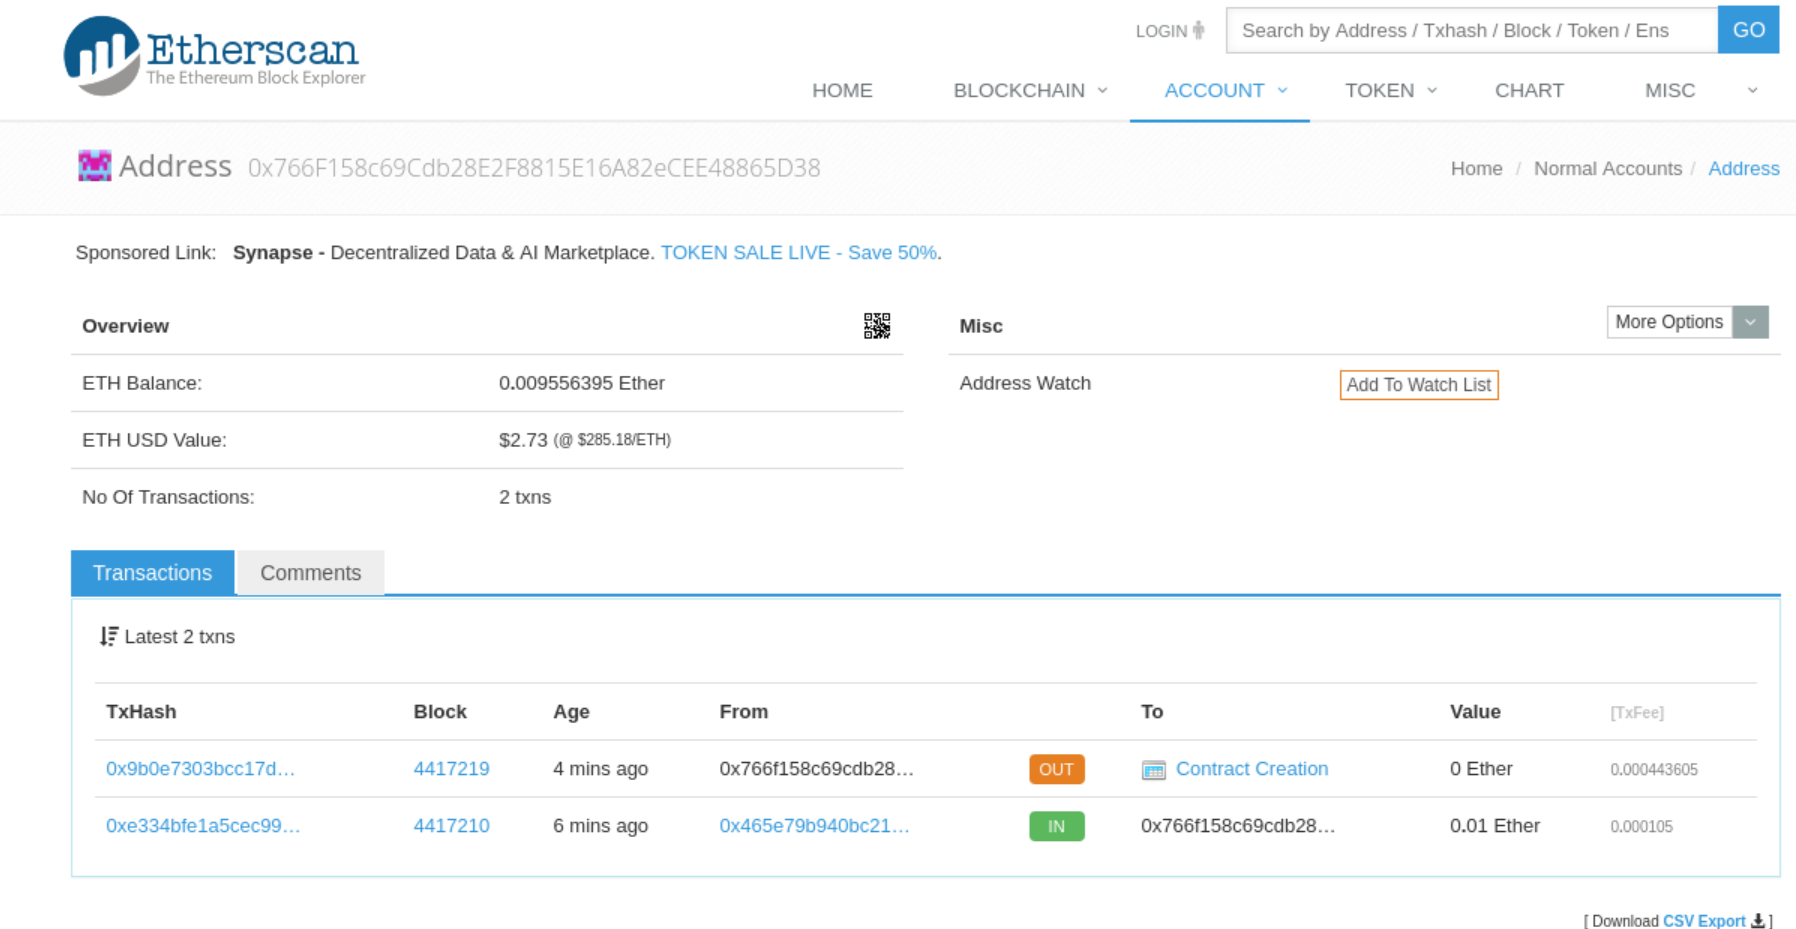 Etherscan
The Ethereum Block Explorer
LOGIN
Search by Address / Txhash / Block / Token / Ens
GO
HOME BLOCKCHAIN ACCOUNT TOKEN CHART MISC
Address 0x766F158c69Cdb28E2F8815E16A82eCEE48865D38
Home / Normal Accounts / Address
Sponsored Link: Synapse - Decentralized Data & AI Marketplace. TOKEN SALE LIVE - Save 50%.
Overview
ETH Balance: 0.009556395 Ether
ETH USD Value: $2.73 (@ $285.18/ETH)
No Of Transactions: 2 txns
Misc
More Options
Address Watch Add To Watch List
Transactions Comments
Latest 2 txns
TxHash Block Age From To Value [TxFee]
0x9b0e7303bcc17d... 4417219 4 mins ago 0x766f158c69cdb28... OUT Contract Creation 0 Ether 0.000443605
0xe334bfe1a5cec99... 4417210 6 mins ago 0x465e79b940bc21... IN 0x766f158c69cdb28... 0.01 Ether 0.000105
[ Download CSV Export ]